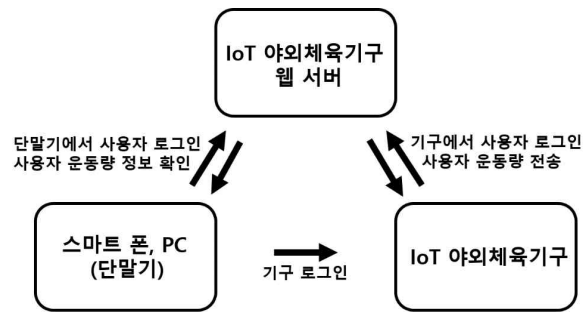 IoT 야외체육기구
웹 서버
단말기에서 사용자 로그인
사용자 운동량 정보 확인
기구에서 사용자 로그인
사용자 운동량 전송
스마트 폰, PC
(단말기)
기구 로그인
IoT 야외체육기구